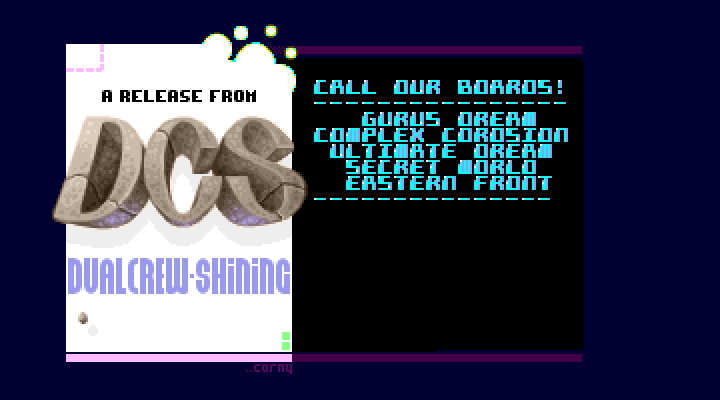 A RELEASE FROM
DCS
DUALCREW·SHiNiNG
..corny
CALL OUR BOARDS!
----------------
GURUS DREAM
COMPLEX COROSION
ULTIMATE DREAM
SECRET WORLD
EASTERN FRONT
---------------